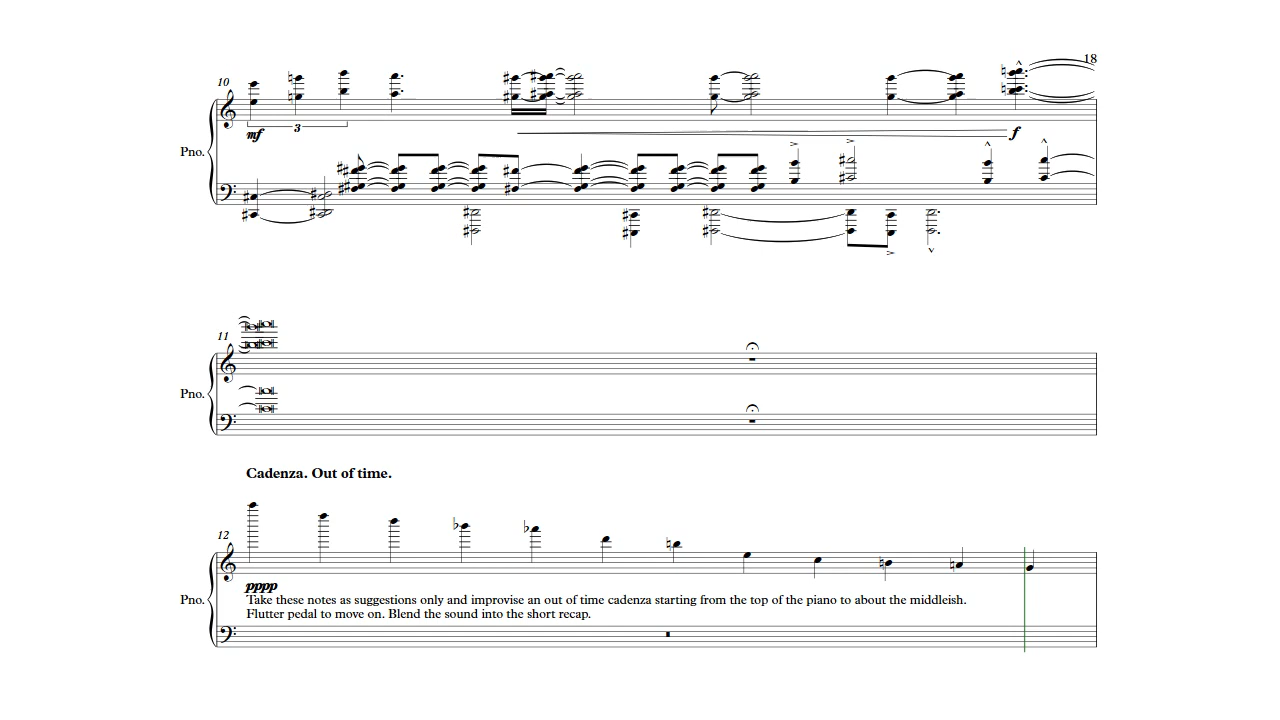 18
10
mf
3
f
Pno.
11
Pno.
Cadenza. Out of time.
12
pppp
Pno.
Take these notes as suggestions only and improvise an out of time cadenza starting from the top of the piano to about the middleish.
Flutter pedal to move on. Blend the sound into the short recap.